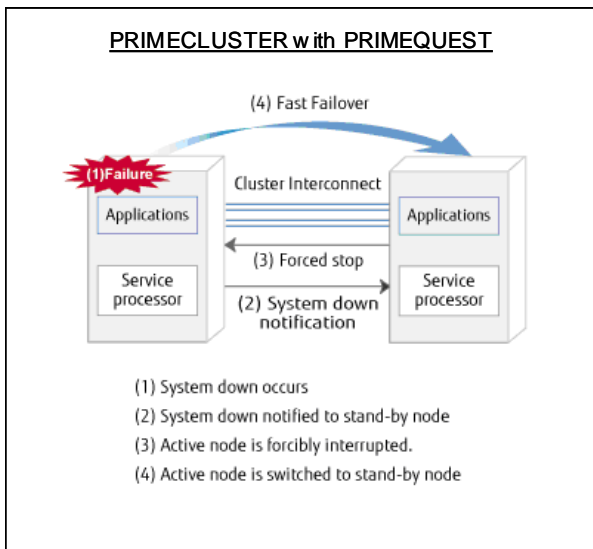 PRIMECLUSTER with PRIMEQUEST
(4) Fast Failover
(1)Failure
Cluster Interconnect
Applications
Applications
(3) Forced stop
Service
processor
Service
processor
(2) System down
notification
(1) System down occurs
(2) System down notified to stand-by node
(3) Active node is forcibly interrupted.
(4) Active node is switched to stand-by node